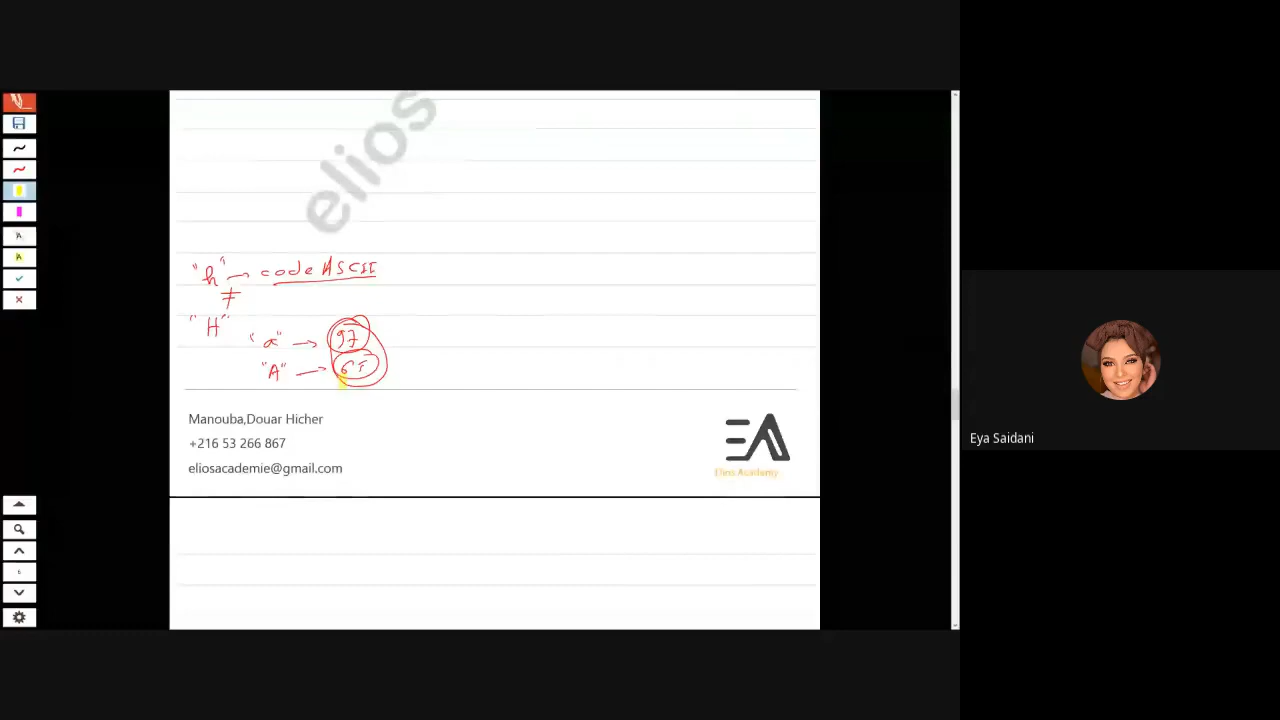 elios
"h" → code ASCII
≠
"H"
"a" → 97
"A" → 65
Manouba,Douar Hicher
+216 53 266 867
eliosacademie@gmail.com
EA
Elios Academy
Eya Saidani